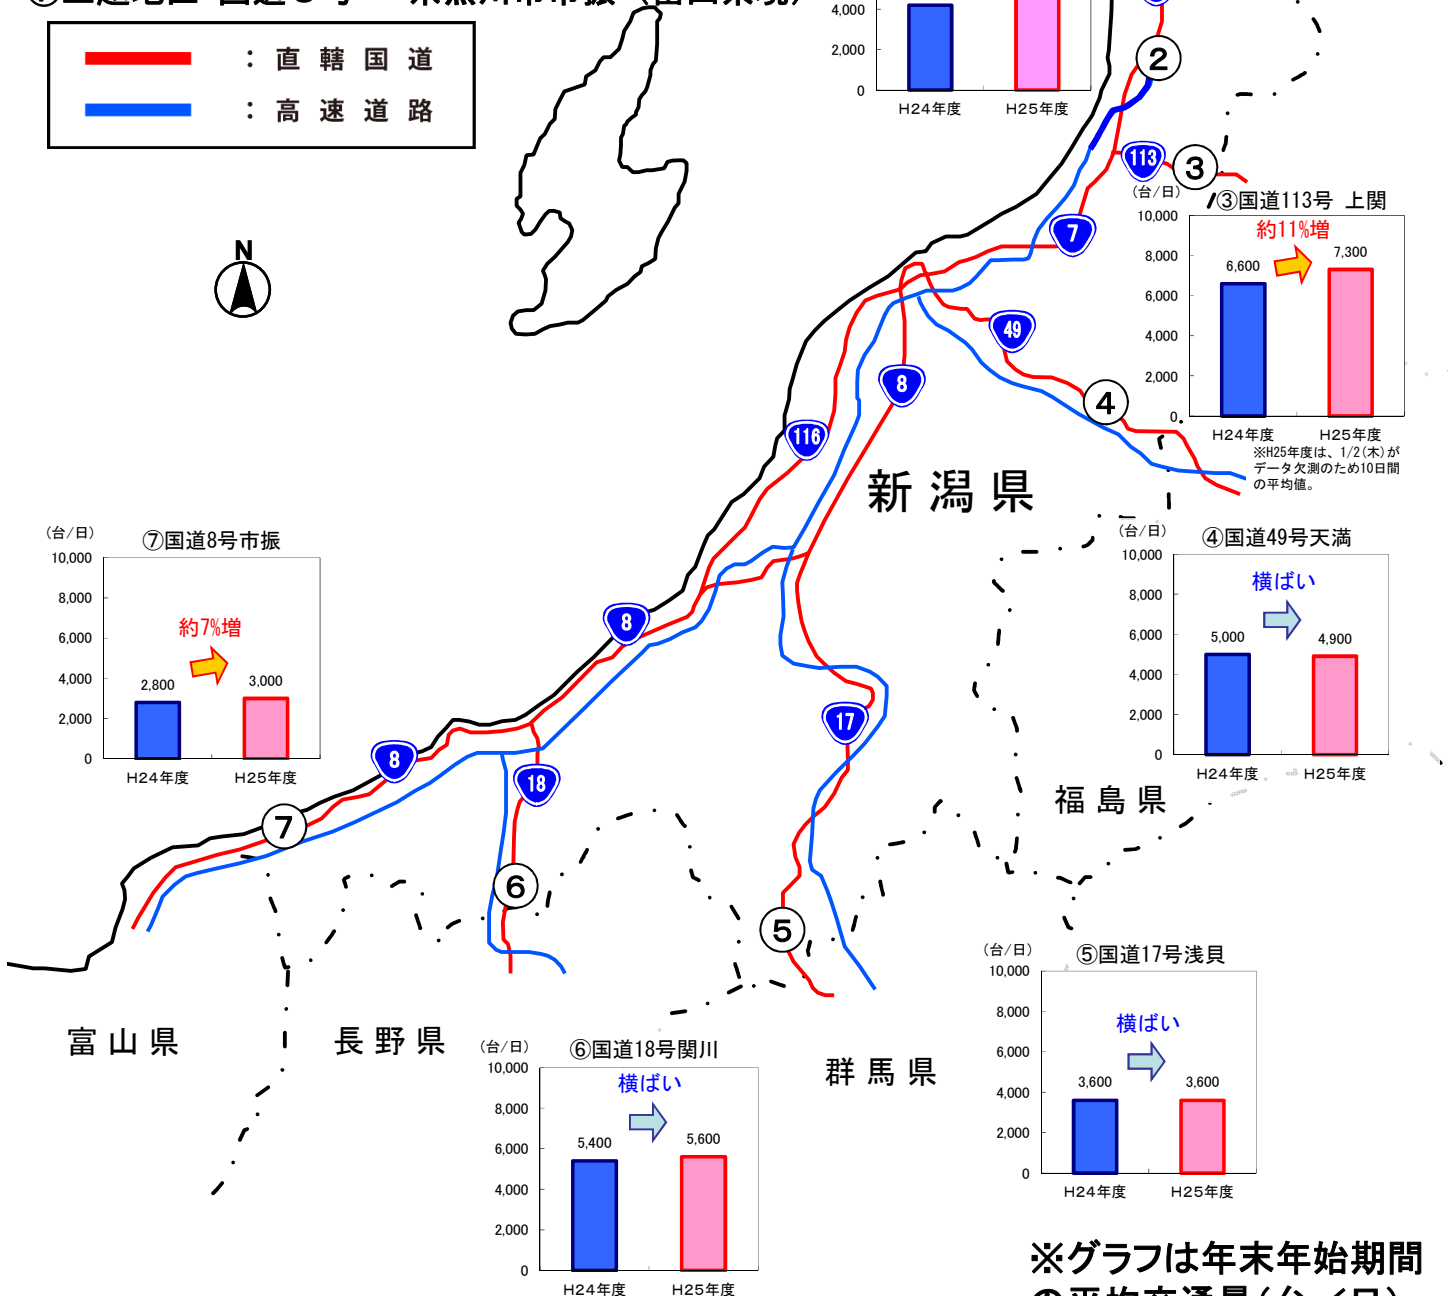 ：直轄国道
：高速道路
N
4,000
2,000
0
H24年度
H25年度
②
113
③
7
49
8
④
116
新潟県
(台/日)
③国道113号 上関
10,000
8,000
6,000
4,000
2,000
0
約11%増
6,600
7,300
H24年度
H25年度
※H25年度は、1/2(木)が
データ欠測のため10日間
の平均値。
(台/日)
④国道49号天満
10,000
8,000
6,000
4,000
2,000
0
横ばい
5,000
4,900
H24年度
H25年度
(台/日)
⑦国道8号市振
10,000
8,000
6,000
4,000
2,000
0
約7%増
2,800
3,000
H24年度
H25年度
8
8
17
18
⑦
⑥
⑤
福島県
富山県
長野県
群馬県
(台/日)
⑤国道17号浅貝
10,000
8,000
6,000
4,000
2,000
0
横ばい
3,600
3,600
H24年度
H25年度
(台/日)
⑥国道18号関川
10,000
8,000
6,000
4,000
2,000
0
横ばい
5,400
5,600
H24年度
H25年度
※グラフは年末年始期間